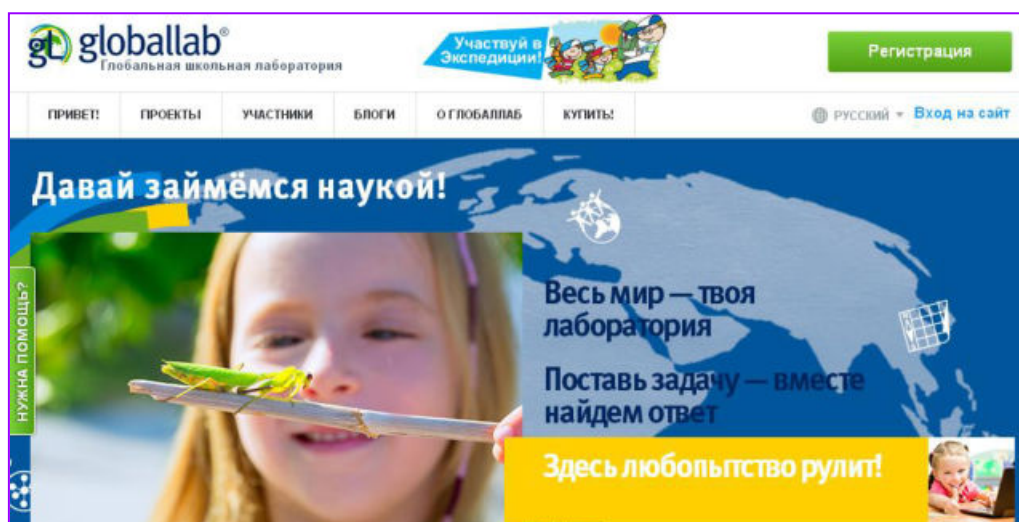 gl globallab®
Глобальная школьная лаборатория
Участвуй в
Экспедиции!
Регистрация
ПРИВЕТ! ПРОЕКТЫ УЧАСТНИКИ БЛОГИ О ГЛОБАЛЛАБ КУПИТЬ! РУССКИЙ Вход на сайт
Давай займёмся наукой!
НУЖНА ПОМОЩЬ?
Весь мир — твоя
лаборатория
Поставь задачу — вместе
найдем ответ
Здесь любопытство рулит!